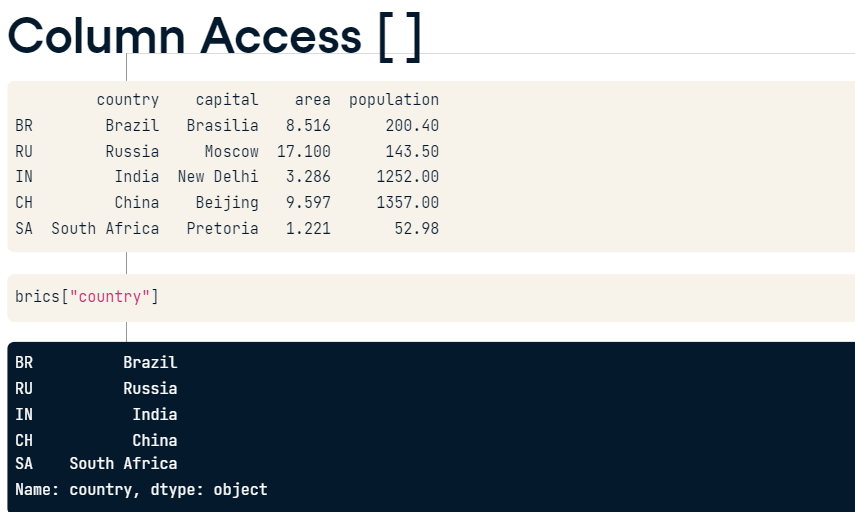 Column Access [ ]
         country    capital    area  population
BR        Brazil   Brasilia   8.516      200.40
RU        Russia     Moscow  17.100      143.50
IN         India  New Delhi   3.286     1252.00
CH         China    Beijing   9.597     1357.00
SA  South Africa   Pretoria   1.221       52.98
brics["country"]
BR          Brazil
RU          Russia
IN           India
CH           China
SA    South Africa
Name: country, dtype: object